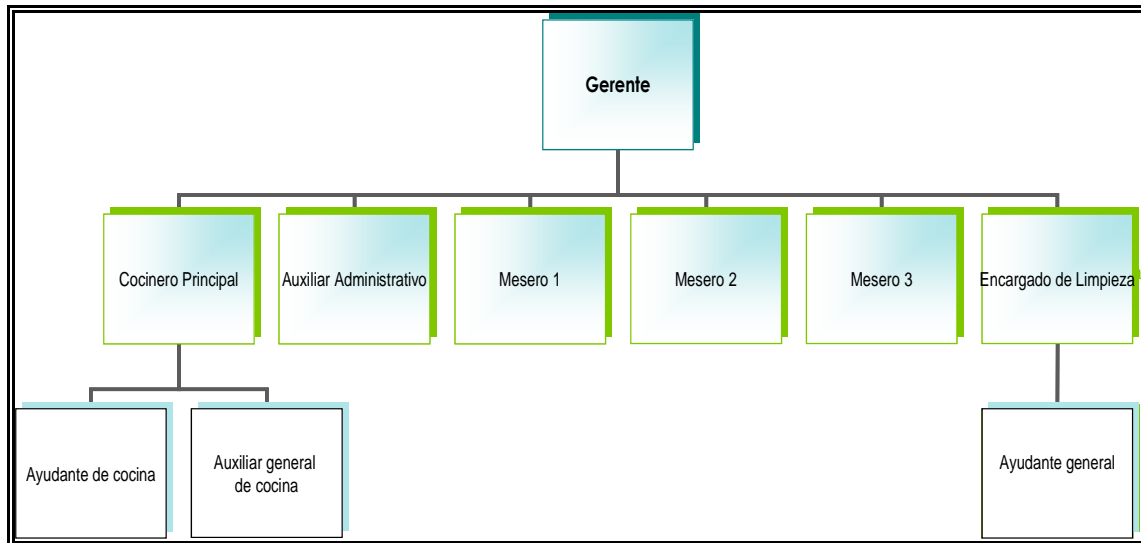 Gerente
Cocinero Principal
Auxiliar Administrativo
Mesero 1
Mesero 2
Mesero 3
Encargado de Limpieza
Ayudante de cocina
Auxiliar general
de cocina
Ayudante general